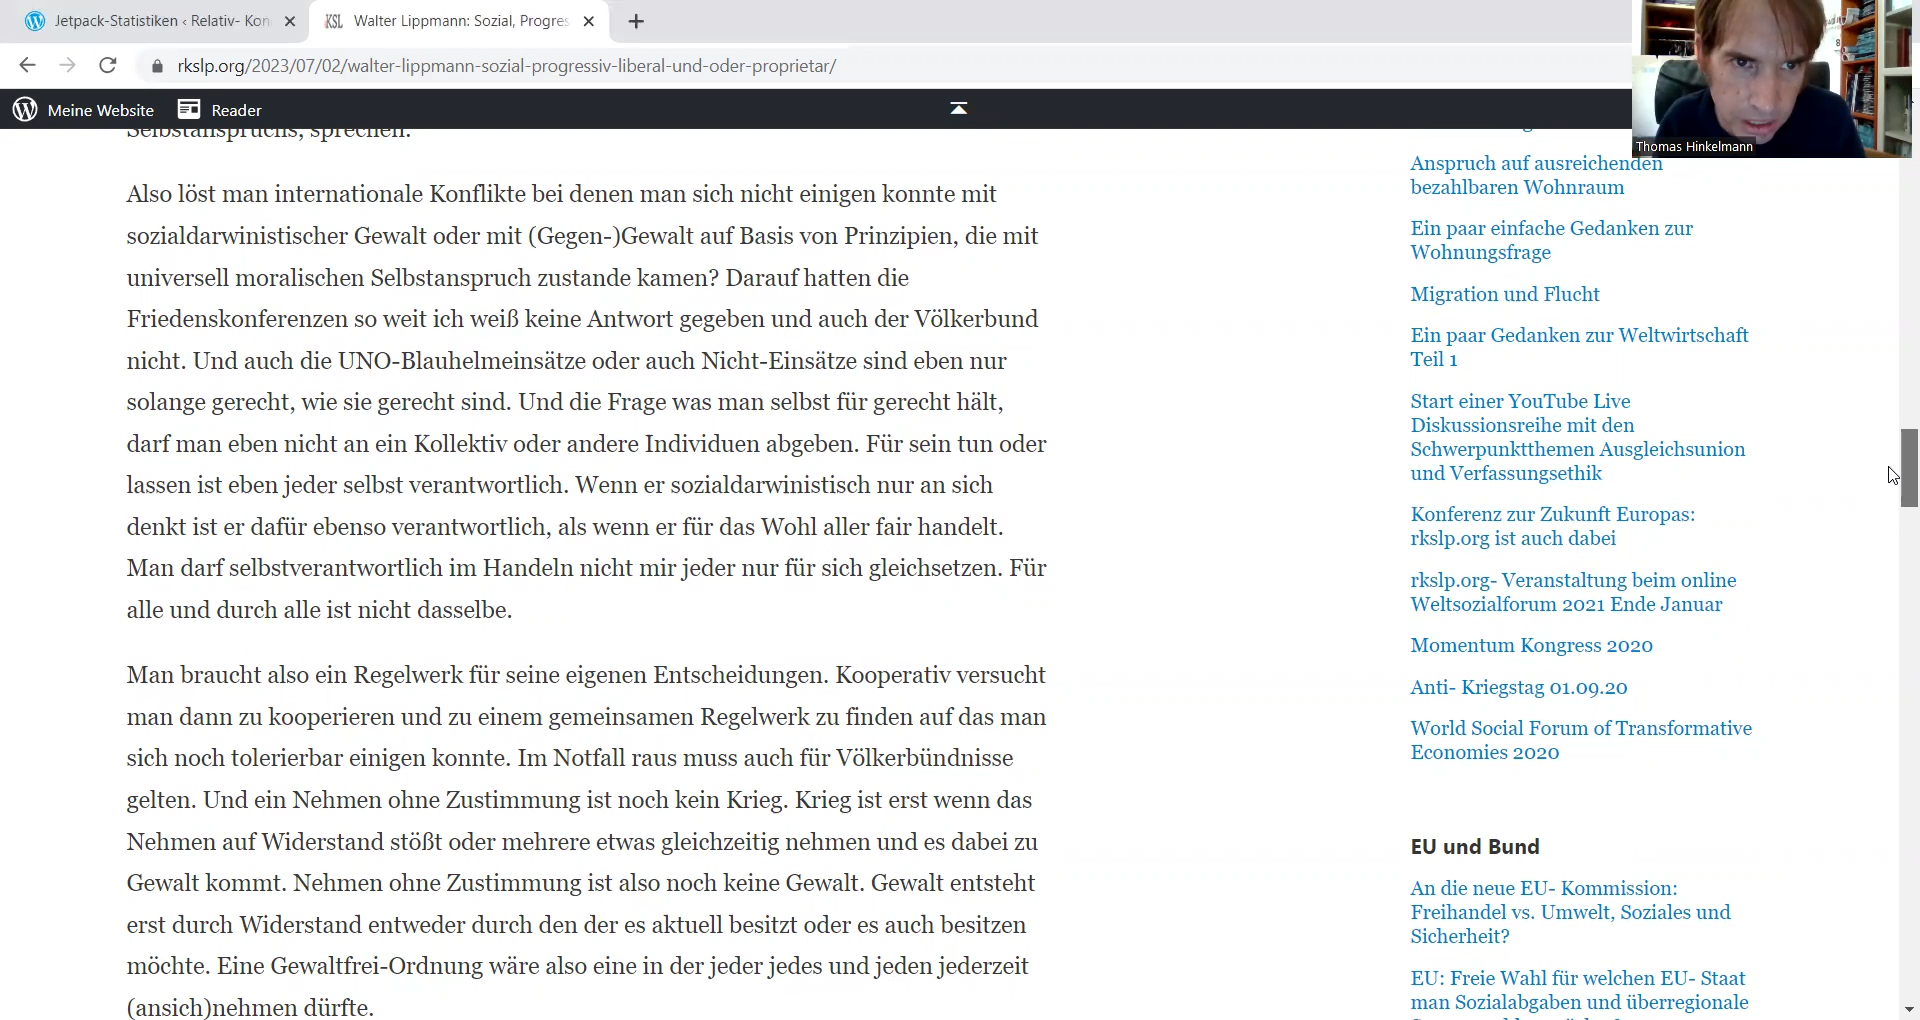 Jetpack-Statistiken ‹ Relativ- Kon
Walter Lippmann: Sozial, Progres
rkslp.org/2023/07/02/walter-lippmann-sozial-progressiv-liberal-und-oder-proprietar/
Meine Website
Reader
Thomas Hinkelmann
Selbstanspruchs, sprechen.
Also löst man internationale Konflikte bei denen man sich nicht einigen konnte mit
sozialdarwinistischer Gewalt oder mit (Gegen-)Gewalt auf Basis von Prinzipien, die mit
universell moralischen Selbstanspruch zustande kamen? Darauf hatten die
Friedenskonferenzen so weit ich weiß keine Antwort gegeben und auch der Völkerbund
nicht. Und auch die UNO-Blauhelmeinsätze oder auch Nicht-Einsätze sind eben nur
solange gerecht, wie sie gerecht sind. Und die Frage was man selbst für gerecht hält,
darf man eben nicht an ein Kollektiv oder andere Individuen abgeben. Für sein tun oder
lassen ist eben jeder selbst verantwortlich. Wenn er sozialdarwinistisch nur an sich
denkt ist er dafür ebenso verantwortlich, als wenn er für das Wohl aller fair handelt.
Man darf selbstverantwortlich im Handeln nicht mir jeder nur für sich gleichsetzen. Für
alle und durch alle ist nicht dasselbe.
Man braucht also ein Regelwerk für seine eigenen Entscheidungen. Kooperativ versucht
man dann zu kooperieren und zu einem gemeinsamen Regelwerk zu finden auf das man
sich noch tolerierbar einigen konnte. Im Notfall raus muss auch für Völkerbündnisse
gelten. Und ein Nehmen ohne Zustimmung ist noch kein Krieg. Krieg ist erst wenn das
Nehmen auf Widerstand stößt oder mehrere etwas gleichzeitig nehmen und es dabei zu
Gewalt kommt. Nehmen ohne Zustimmung ist also noch keine Gewalt. Gewalt entsteht
erst durch Widerstand entweder durch den der es aktuell besitzt oder es auch besitzen
möchte. Eine Gewaltfrei-Ordnung wäre also eine in der jeder jedes und jeden jederzeit
(ansich)nehmen dürfte.
Anspruch auf ausreichenden
bezahlbaren Wohnraum
Ein paar einfache Gedanken zur
Wohnungsfrage
Migration und Flucht
Ein paar Gedanken zur Weltwirtschaft
Teil 1
Start einer YouTube Live
Diskussionsreihe mit den
Schwerpunktthemen Ausgleichsunion
und Verfassungsethik
Konferenz zur Zukunft Europas:
rkslp.org ist auch dabei
rkslp.org- Veranstaltung beim online
Weltsozialforum 2021 Ende Januar
Momentum Kongress 2020
Anti- Kriegstag 01.09.20
World Social Forum of Transformative
Economies 2020
EU und Bund
An die neue EU- Kommission:
Freihandel vs. Umwelt, Soziales und
Sicherheit?
EU: Freie Wahl für welchen EU- Staat
man Sozialabgaben und überregionale